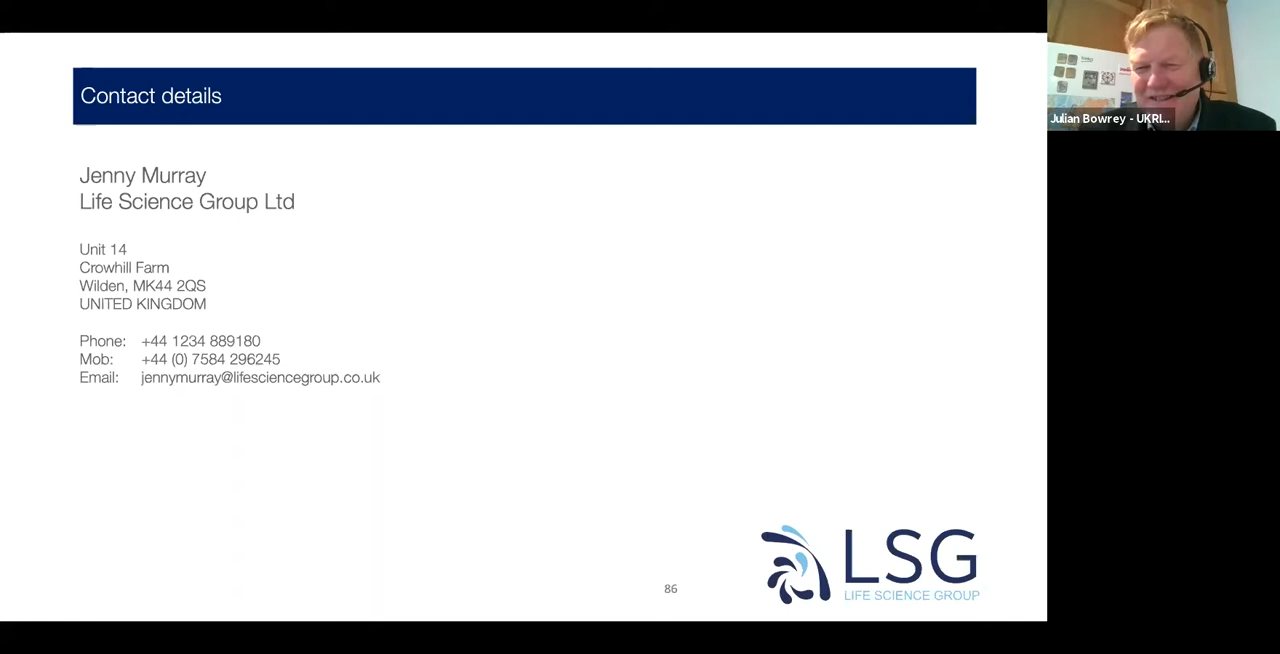 Contact details
Jenny Murray
Life Science Group Ltd
Unit 14
Crowhill Farm
Wilden, MK44 2QS
UNITED KINGDOM
Phone: +44 1234 889180
Mob: +44 (0) 7584 296245
Email: jennymurray@lifesciencegroup.co.uk
86
LSG
LIFE SCIENCE GROUP
Julian Bowrey - UKRI...